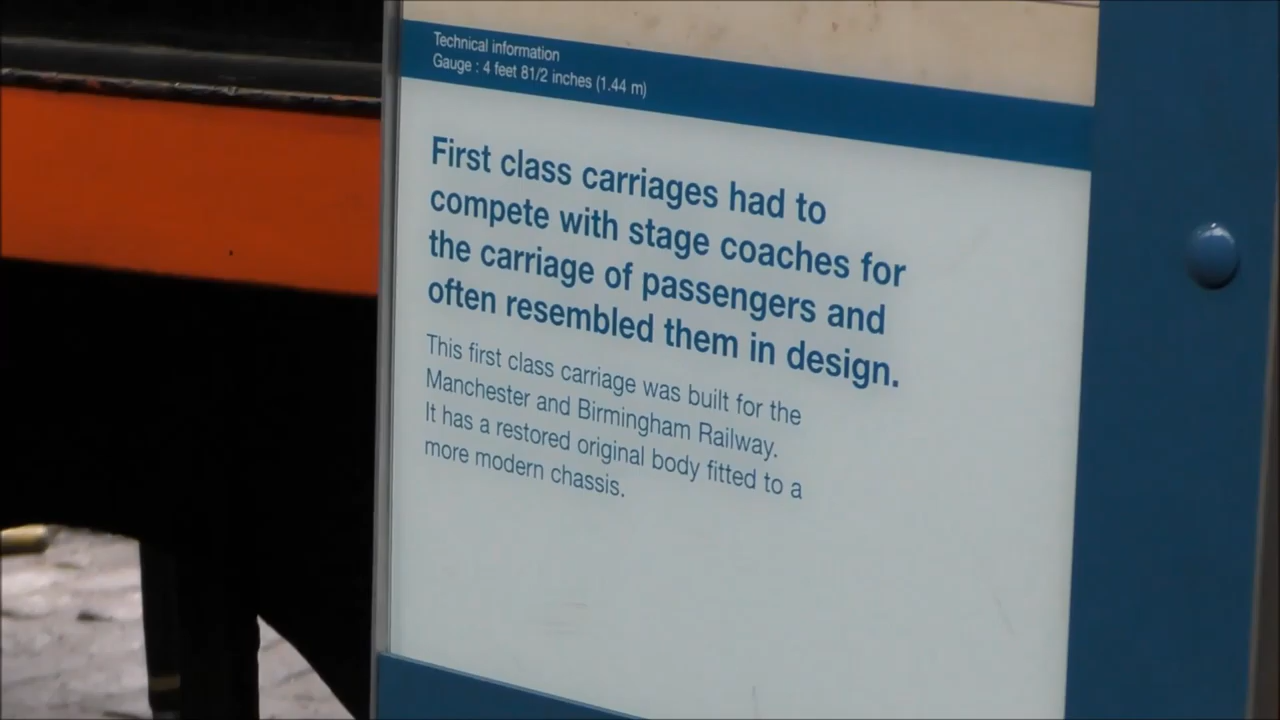 Technical information
Gauge : 4 feet 81/2 inches (1.44 m)
First class carriages had to
compete with stage coaches for
the carriage of passengers and
often resembled them in design.
This first class carriage was built for the
Manchester and Birmingham Railway.
It has a restored original body fitted to a
more modern chassis.